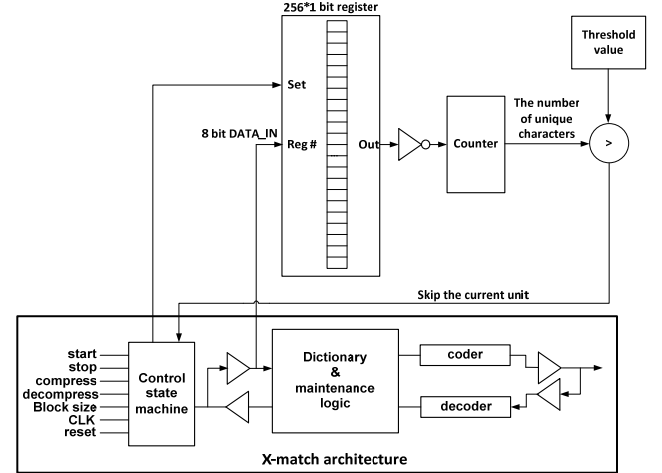 256*1 bit register
Threshold
value
Set
The number
of unique
characters
8 bit DATA_IN
Reg #
...
Out
Counter
>
Skip the current unit
start
stop
compress
decompress
Block size
CLK
reset
Control
state
machine
Dictionary
&
maintenance
logic
coder
decoder
X-match architecture